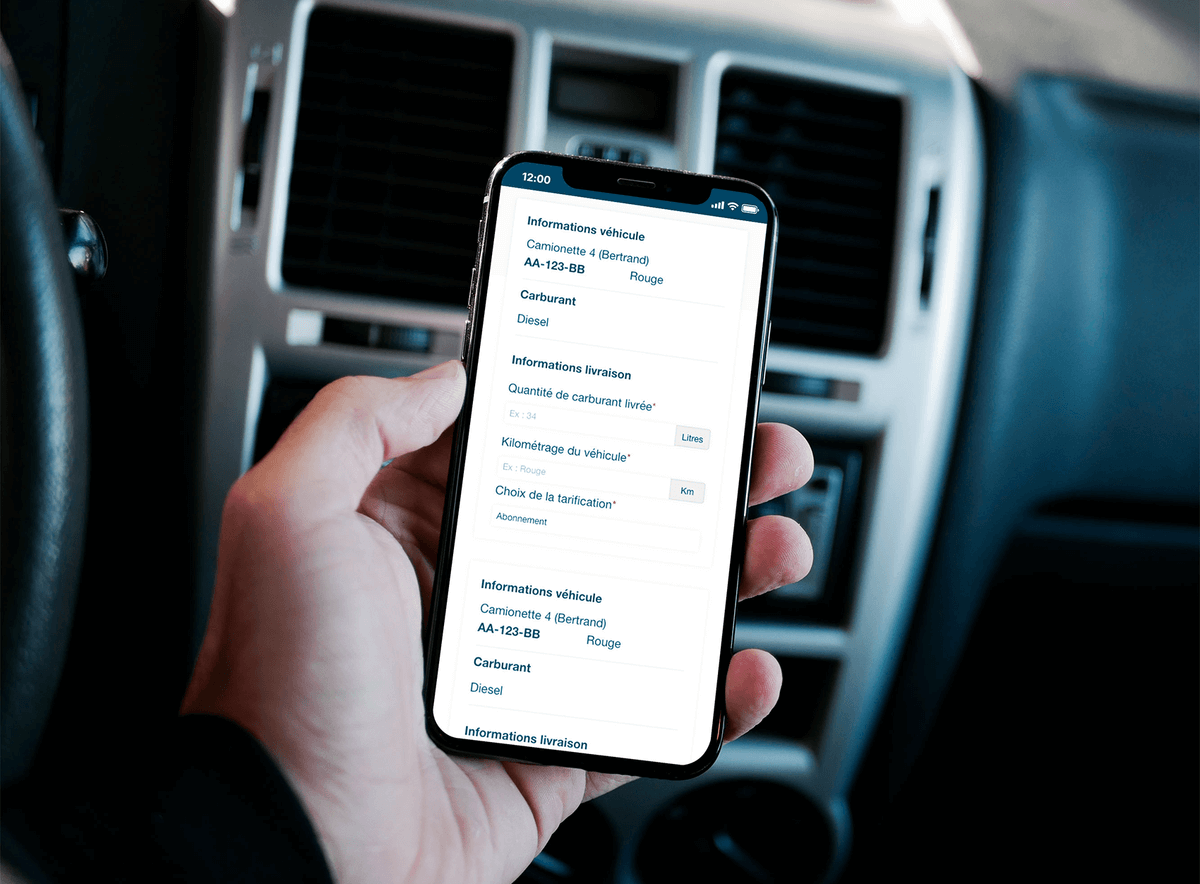 12:00
Informations véhicule
Camionette 4 (Bertrand)
AA-123-BB Rouge
Carburant
Diesel
Informations livraison
Quantité de carburant livrée*
Ex : 34 Litres
Kilométrage du véhicule*
Ex : Rouge Km
Choix de la tarification*
Abonnement
Informations véhicule
Camionette 4 (Bertrand)
AA-123-BB Rouge
Carburant
Diesel
Informations livraison